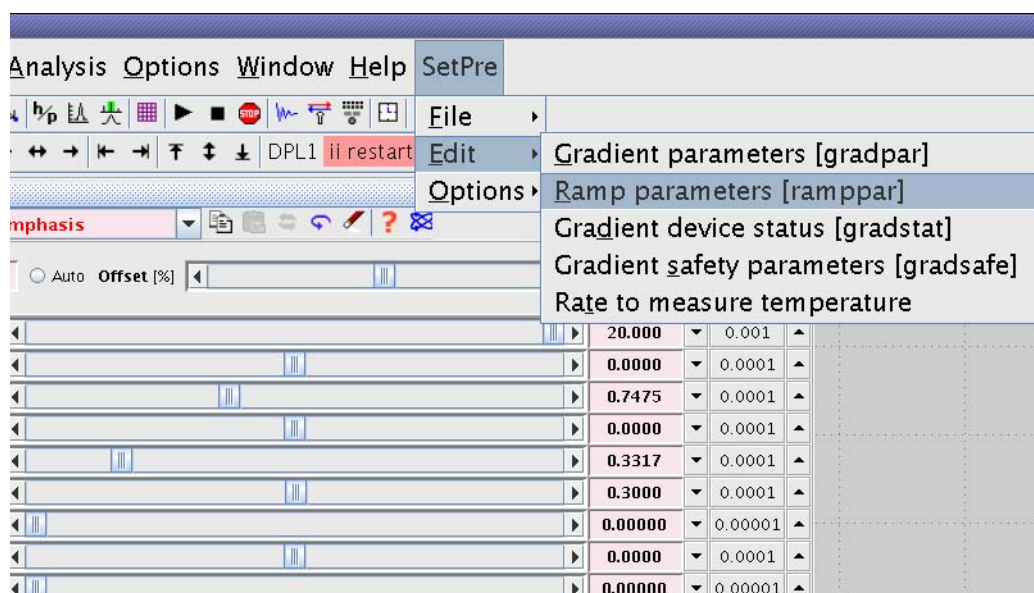 Analysis Options Window Help SetPre
h/p STOP File
DPL1 ii restart Edit Gradient parameters [gradpar]
Options Ramp parameters [ramppar]
mphasis ? Gradient device status [gradstat]
Auto Offset [%] Gradient safety parameters [gradsafe]
Rate to measure temperature
20.000 0.001
0.0000 0.0001
0.7475 0.0001
0.0000 0.0001
0.3317 0.0001
0.3000 0.0001
0.00000 0.00001
0.0000 0.0001
0.00000 0.00001